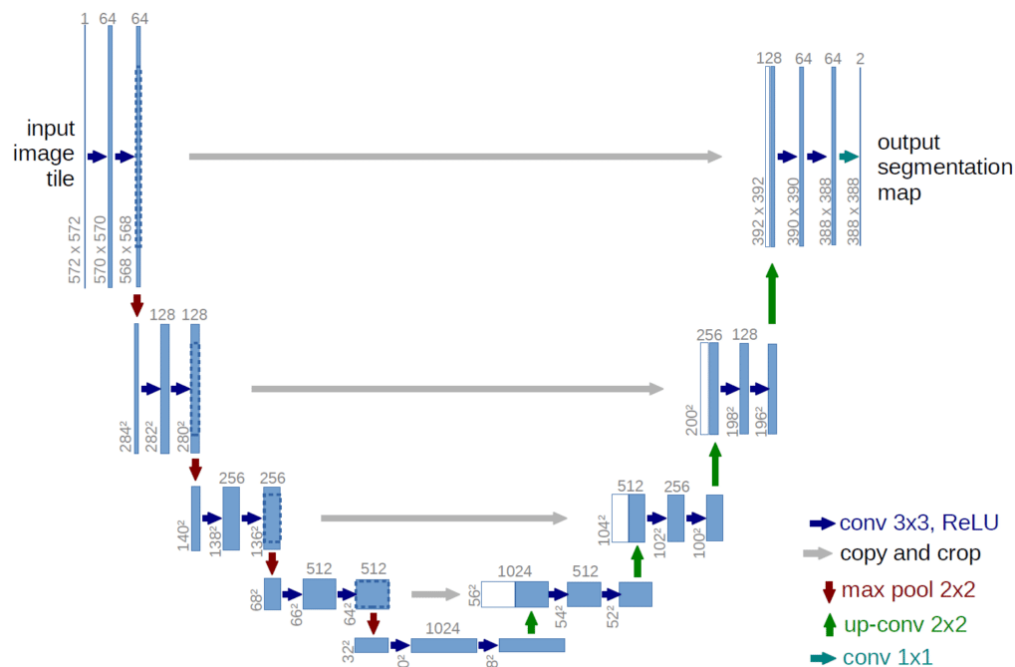 1 64 64
128 64 64 2
input
image
tile
output
segmentation
map
572 x 572
570 x 570
568 x 568
392 x 392
390 x 390
388 x 388
388 x 388
128 128
256 128
284²
282²
280²
200²
198²
196²
256 256
512 256
140²
138²
136²
104²
102²
100²
conv 3x3, ReLU
copy and crop
max pool 2x2
up-conv 2x2
conv 1x1
512 512
1024 512
68²
66²
64²
56²
54²
52²
1024
32²
0²
8²